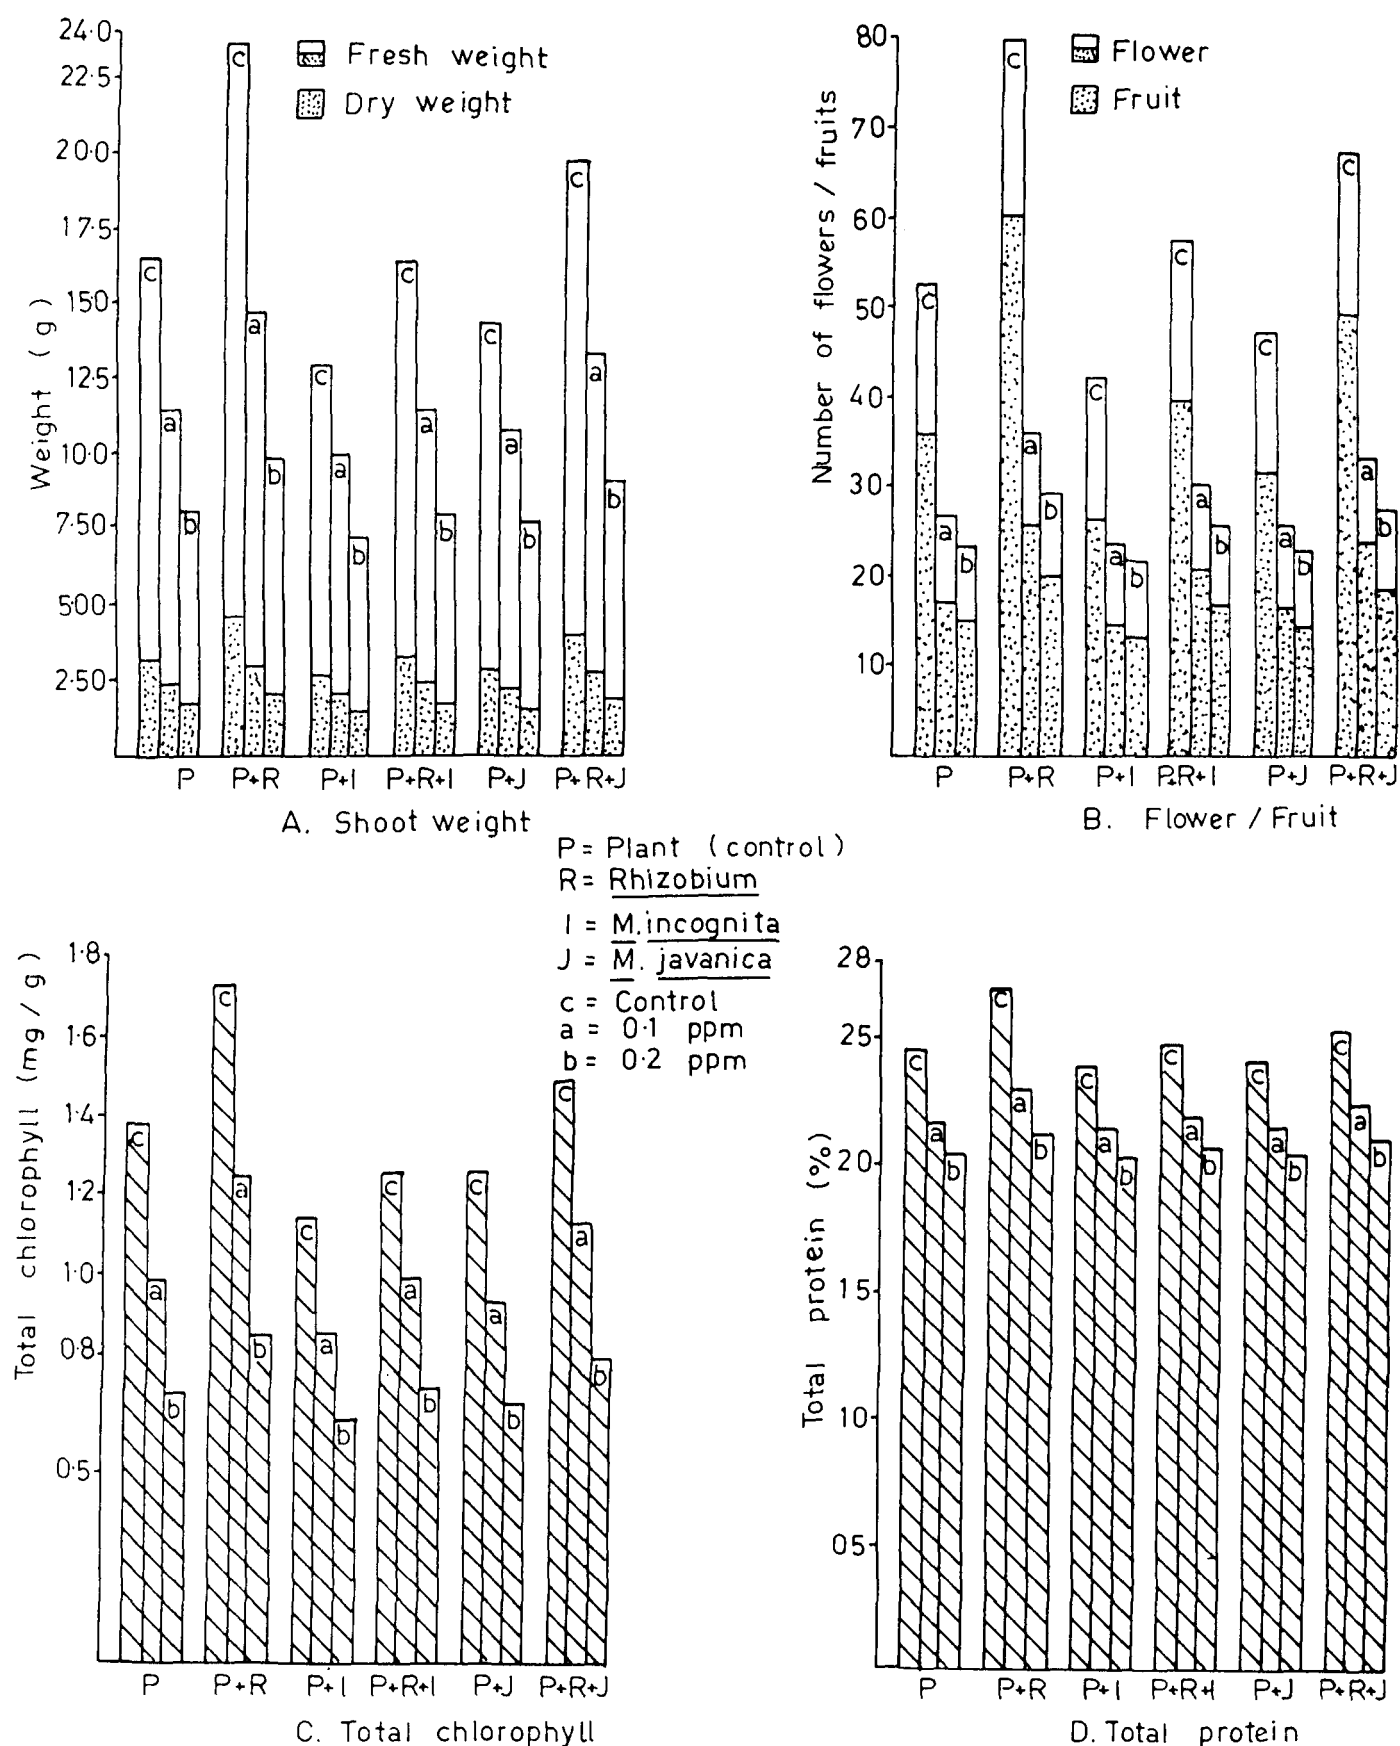 24·0
22·5
20·0
17·5
15·0
12·5
10·0
7·50
5·00
2·50
Weight (g)
Fresh weight
Dry weight
c a b
c a b
c a b
c a b
c a b
c a b
P P+R P+I P+R+I P+J P+R+J
A. Shoot weight
80
70
60
50
40
30
20
10
Number of flowers / fruits
Flower
Fruit
c a b
c a b
c a b
c a b
c a b
c a b
P P+R P+I P+R+I P+J P+R+J
B. Flower / Fruit
P = Plant (control)
R = Rhizobium
I = M. incognita
J = M. javanica
c = Control
a = 0·1 ppm
b = 0·2 ppm
1·8
1·6
1·4
1·2
1·0
0·8
0·5
Total chlorophyll (mg / g)
c a b
c a b
c a b
c a b
c a b
c a b
P P+R P+I P+R+I P+J P+R+J
C. Total chlorophyll
28
25
20
15
10
05
Total protein (%)
c a b
c a b
c a b
c a b
c a b
c a b
P P+R P+I P+R+I P+J P+R+J
D. Total protein